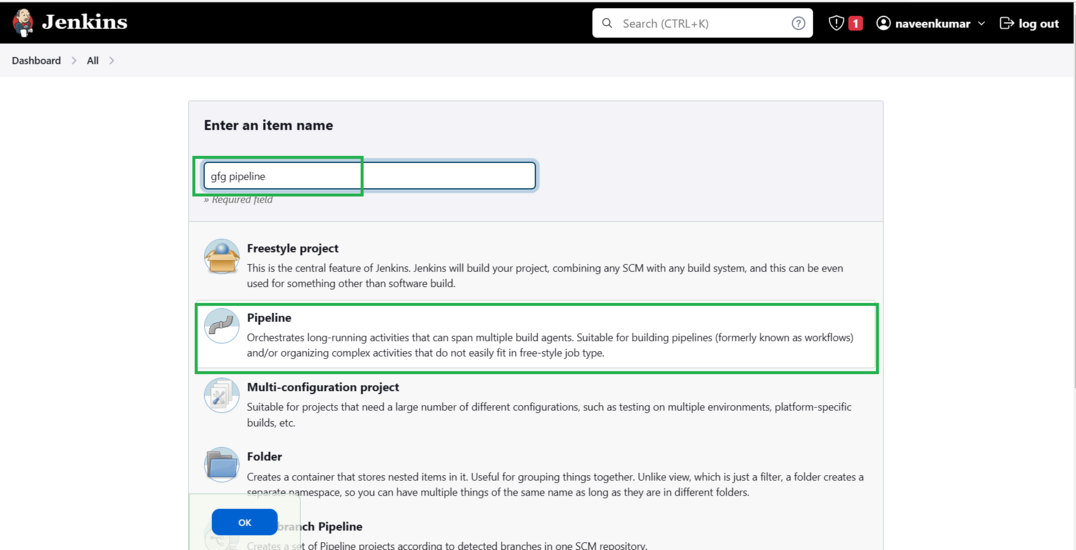 Jenkins
Search (CTRL+K)
1
naveenkumar
log out
Dashboard
All
Enter an item name
gfg pipeline
» Required field
Freestyle project
This is the central feature of Jenkins. Jenkins will build your project, combining any SCM with any build system, and this can be even
used for something other than software build.
Pipeline
Orchestrates long-running activities that can span multiple build agents. Suitable for building pipelines (formerly known as workflows)
and/or organizing complex activities that do not easily fit in free-style job type.
Multi-configuration project
Suitable for projects that need a large number of different configurations, such as testing on multiple environments, platform-specific
builds, etc.
Folder
Creates a container that stores nested items in it. Useful for grouping things together. Unlike view, which is just a filter, a folder creates a
separate namespace, so you can have multiple things of the same name as long as they are in different folders.
OK
branch Pipeline
Creates a set of Pipeline projects according to detected branches in one SCM repository.